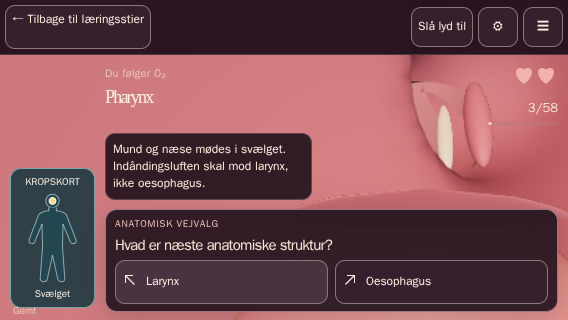 ← Tilbage til læringsstier
Slå lyd til
Du følger O₂
Pharynx
3/58
Mund og næse mødes i svælget.
Indåndingsluften skal mod larynx,
ikke oesophagus.
KROPSKORT
Svælget
Gemt
ANATOMISK VEJVALG
Hvad er næste anatomiske struktur?
↖ Larynx
↗ Oesophagus